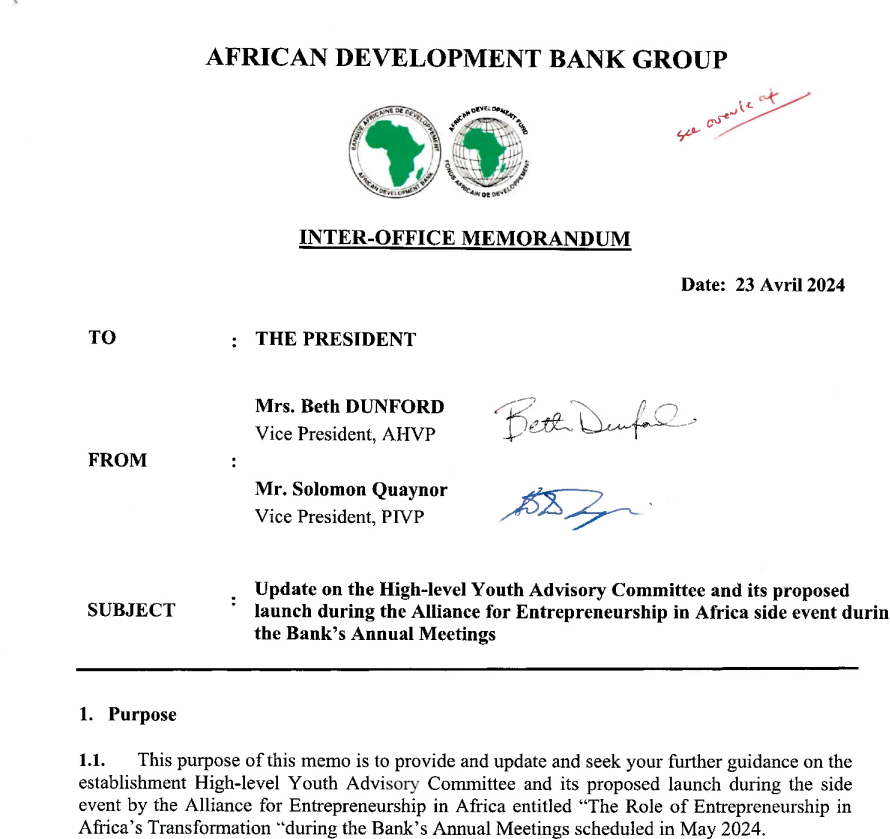 AFRICAN DEVELOPMENT BANK GROUP
see overleaf
BANQUE AFRICAINE DE DEVELOPPEMENT
AFRICAN DEVELOPMENT BANK
AFRICAN DEVELOPMENT FUND
FONDS AFRICAIN DE DEVELOPPEMENT
INTER-OFFICE MEMORANDUM
Date: 23 Avril 2024
TO : THE PRESIDENT
Mrs. Beth DUNFORD
Beth Dunford
Vice President, AHVP
FROM :
Mr. Solomon Quaynor
Vice President, PIVP
SUBJECT : Update on the High-level Youth Advisory Committee and its proposed
launch during the Alliance for Entrepreneurship in Africa side event durin
the Bank's Annual Meetings
1. Purpose
1.1. This purpose of this memo is to provide and update and seek your further guidance on the
establishment High-level Youth Advisory Committee and its proposed launch during the side
event by the Alliance for Entrepreneurship in Africa entitled “The Role of Entrepreneurship in
Africa's Transformation “during the Bank's Annual Meetings scheduled in May 2024.